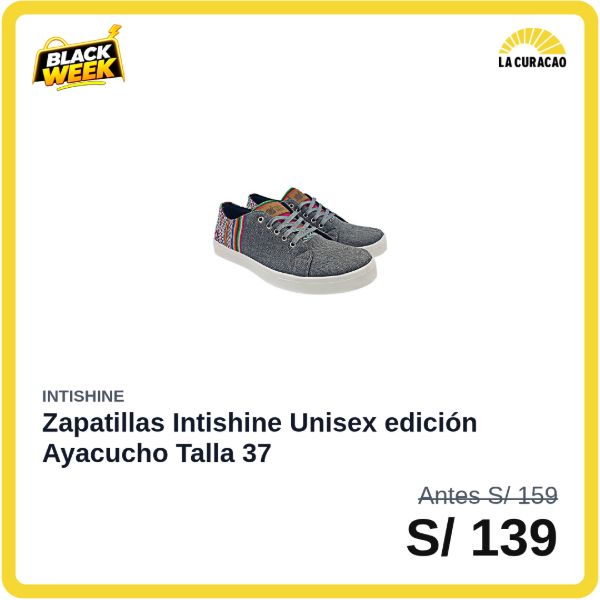 BLACK
WEEK
LA CURACAO
INTISHINE
Zapatillas Intishine Unisex edición
Ayacucho Talla 37
Antes S/ 159
S/ 139